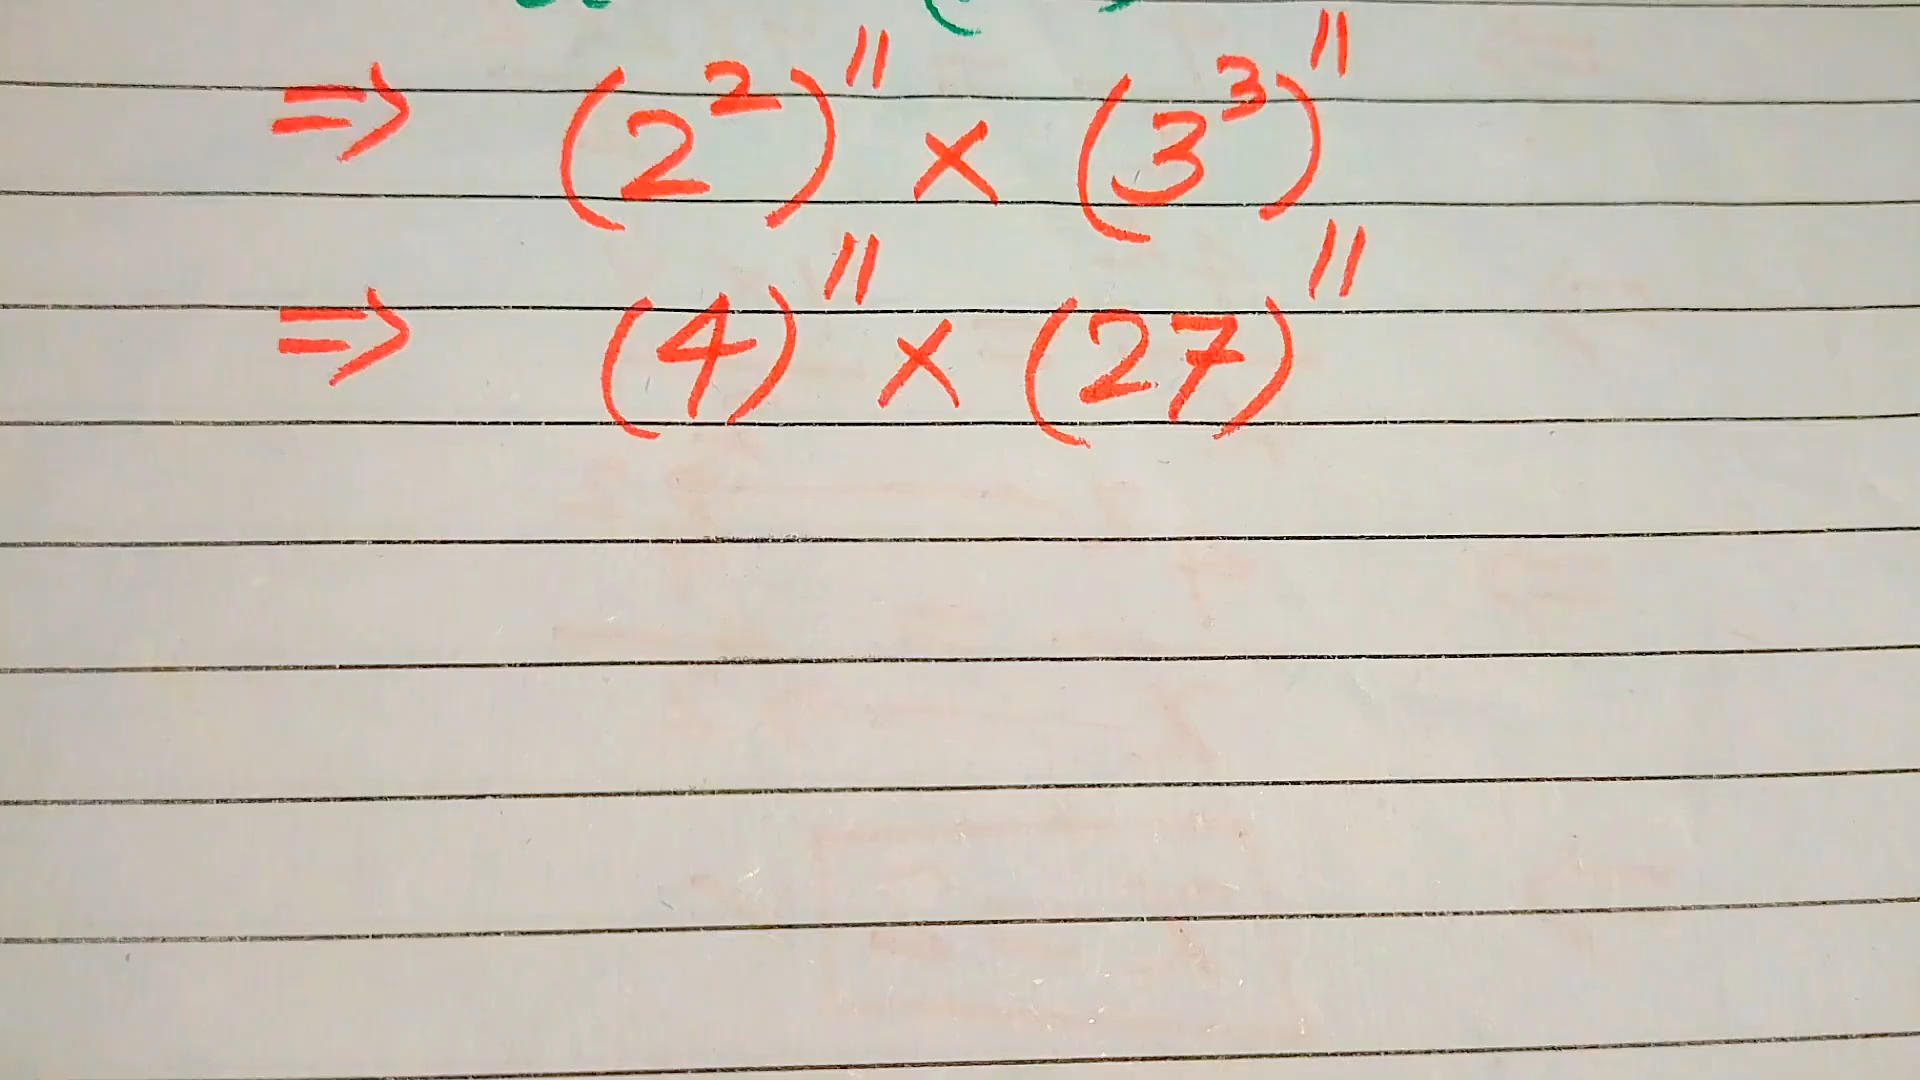 ⇒ (2²)¹¹ × (3³)¹¹
⇒ (4)¹¹ × (27)¹¹